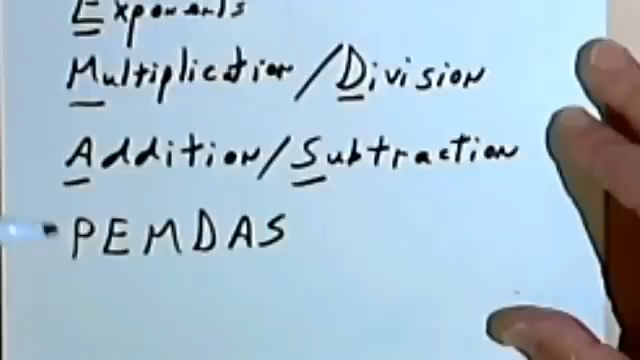 Exponents
Multiplication/Division
Addition/Subtraction
PEMDAS